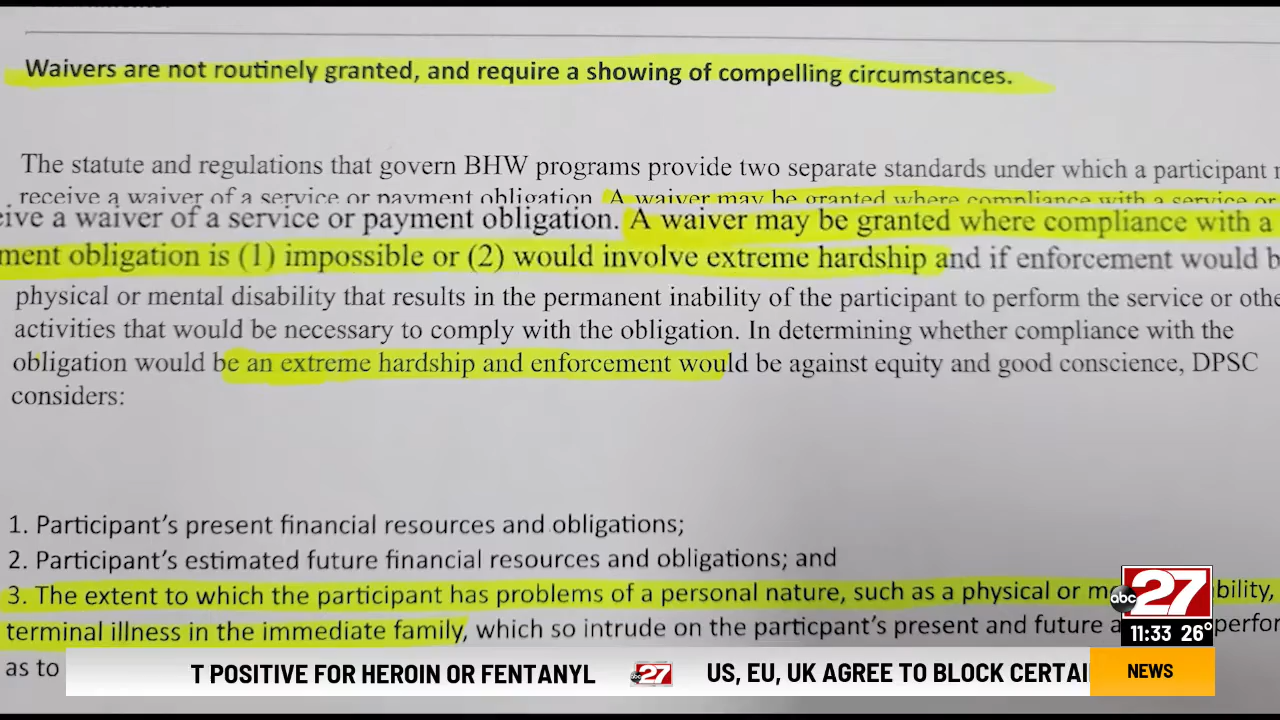 Waivers are not routinely granted, and require a showing of compelling circumstances.
The statute and regulations that govern BHW programs provide two separate standards under which a participant
receive a waiver of a service or payment obligation. A waiver may be granted where compliance with a service or
eive a waiver of a service or payment obligation. A waiver may be granted where compliance with a
ment obligation is (1) impossible or (2) would involve extreme hardship and if enforcement would b
physical or mental disability that results in the permanent inability of the participant to perform the service or othe
activities that would be necessary to comply with the obligation. In determining whether compliance with the
obligation would be an extreme hardship and enforcement would be against equity and good conscience, DPSC
considers:
1. Participant's present financial resources and obligations;
2. Participant's estimated future financial resources and obligations; and
3. The extent to which the participant has problems of a personal nature, such as a physical or m bility,
terminal illness in the immediate family, which so intrude on the particpant's present and future a perfor
as to
abc 27
11:33 26°
T POSITIVE FOR HEROIN OR FENTANYL abc 27 US, EU, UK AGREE TO BLOCK CERTAI
NEWS